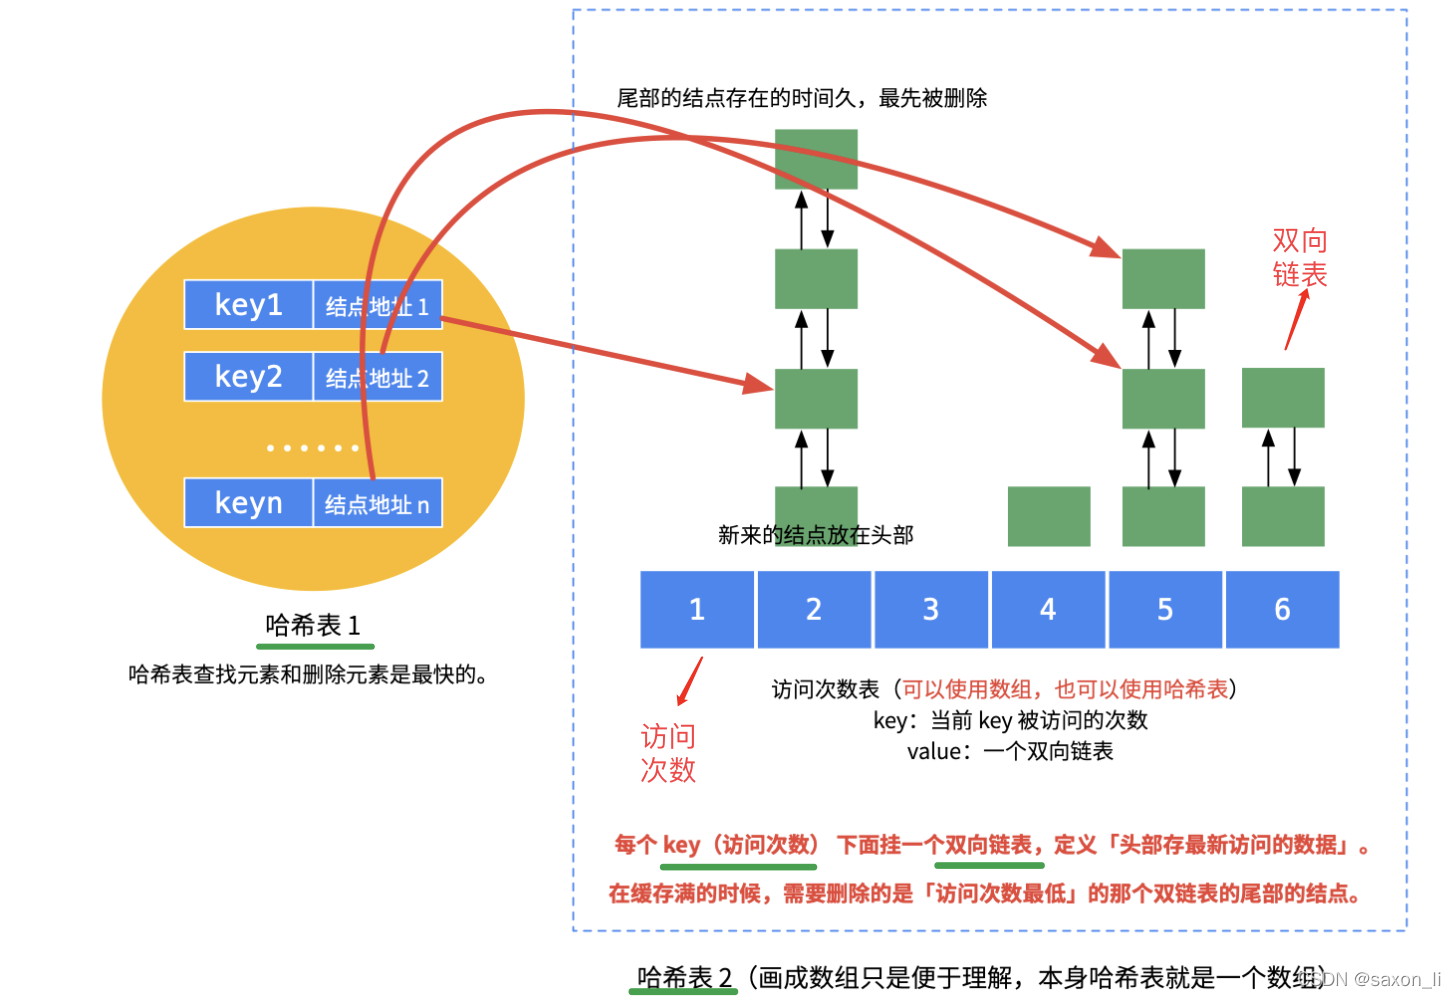 尾部的结点存在的时间久，最先被删除
双向
链表
key1 结点地址 1
key2 结点地址 2
······
keyn 结点地址 n
新来的结点放在头部
1 2 3 4 5 6
哈希表 1
哈希表查找元素和删除元素是最快的。
访问
次数
访问次数表（可以使用数组，也可以使用哈希表）
key：当前 key 被访问的次数
value：一个双向链表
每个 key（访问次数） 下面挂一个双向链表，定义「头部存最新访问的数据」。
在缓存满的时候，需要删除的是「访问次数最低」的那个双链表的尾部的结点。
哈希表 2（画成数组只是便于理解，本身哈希表就是一个数组）
CSDN @saxon_li